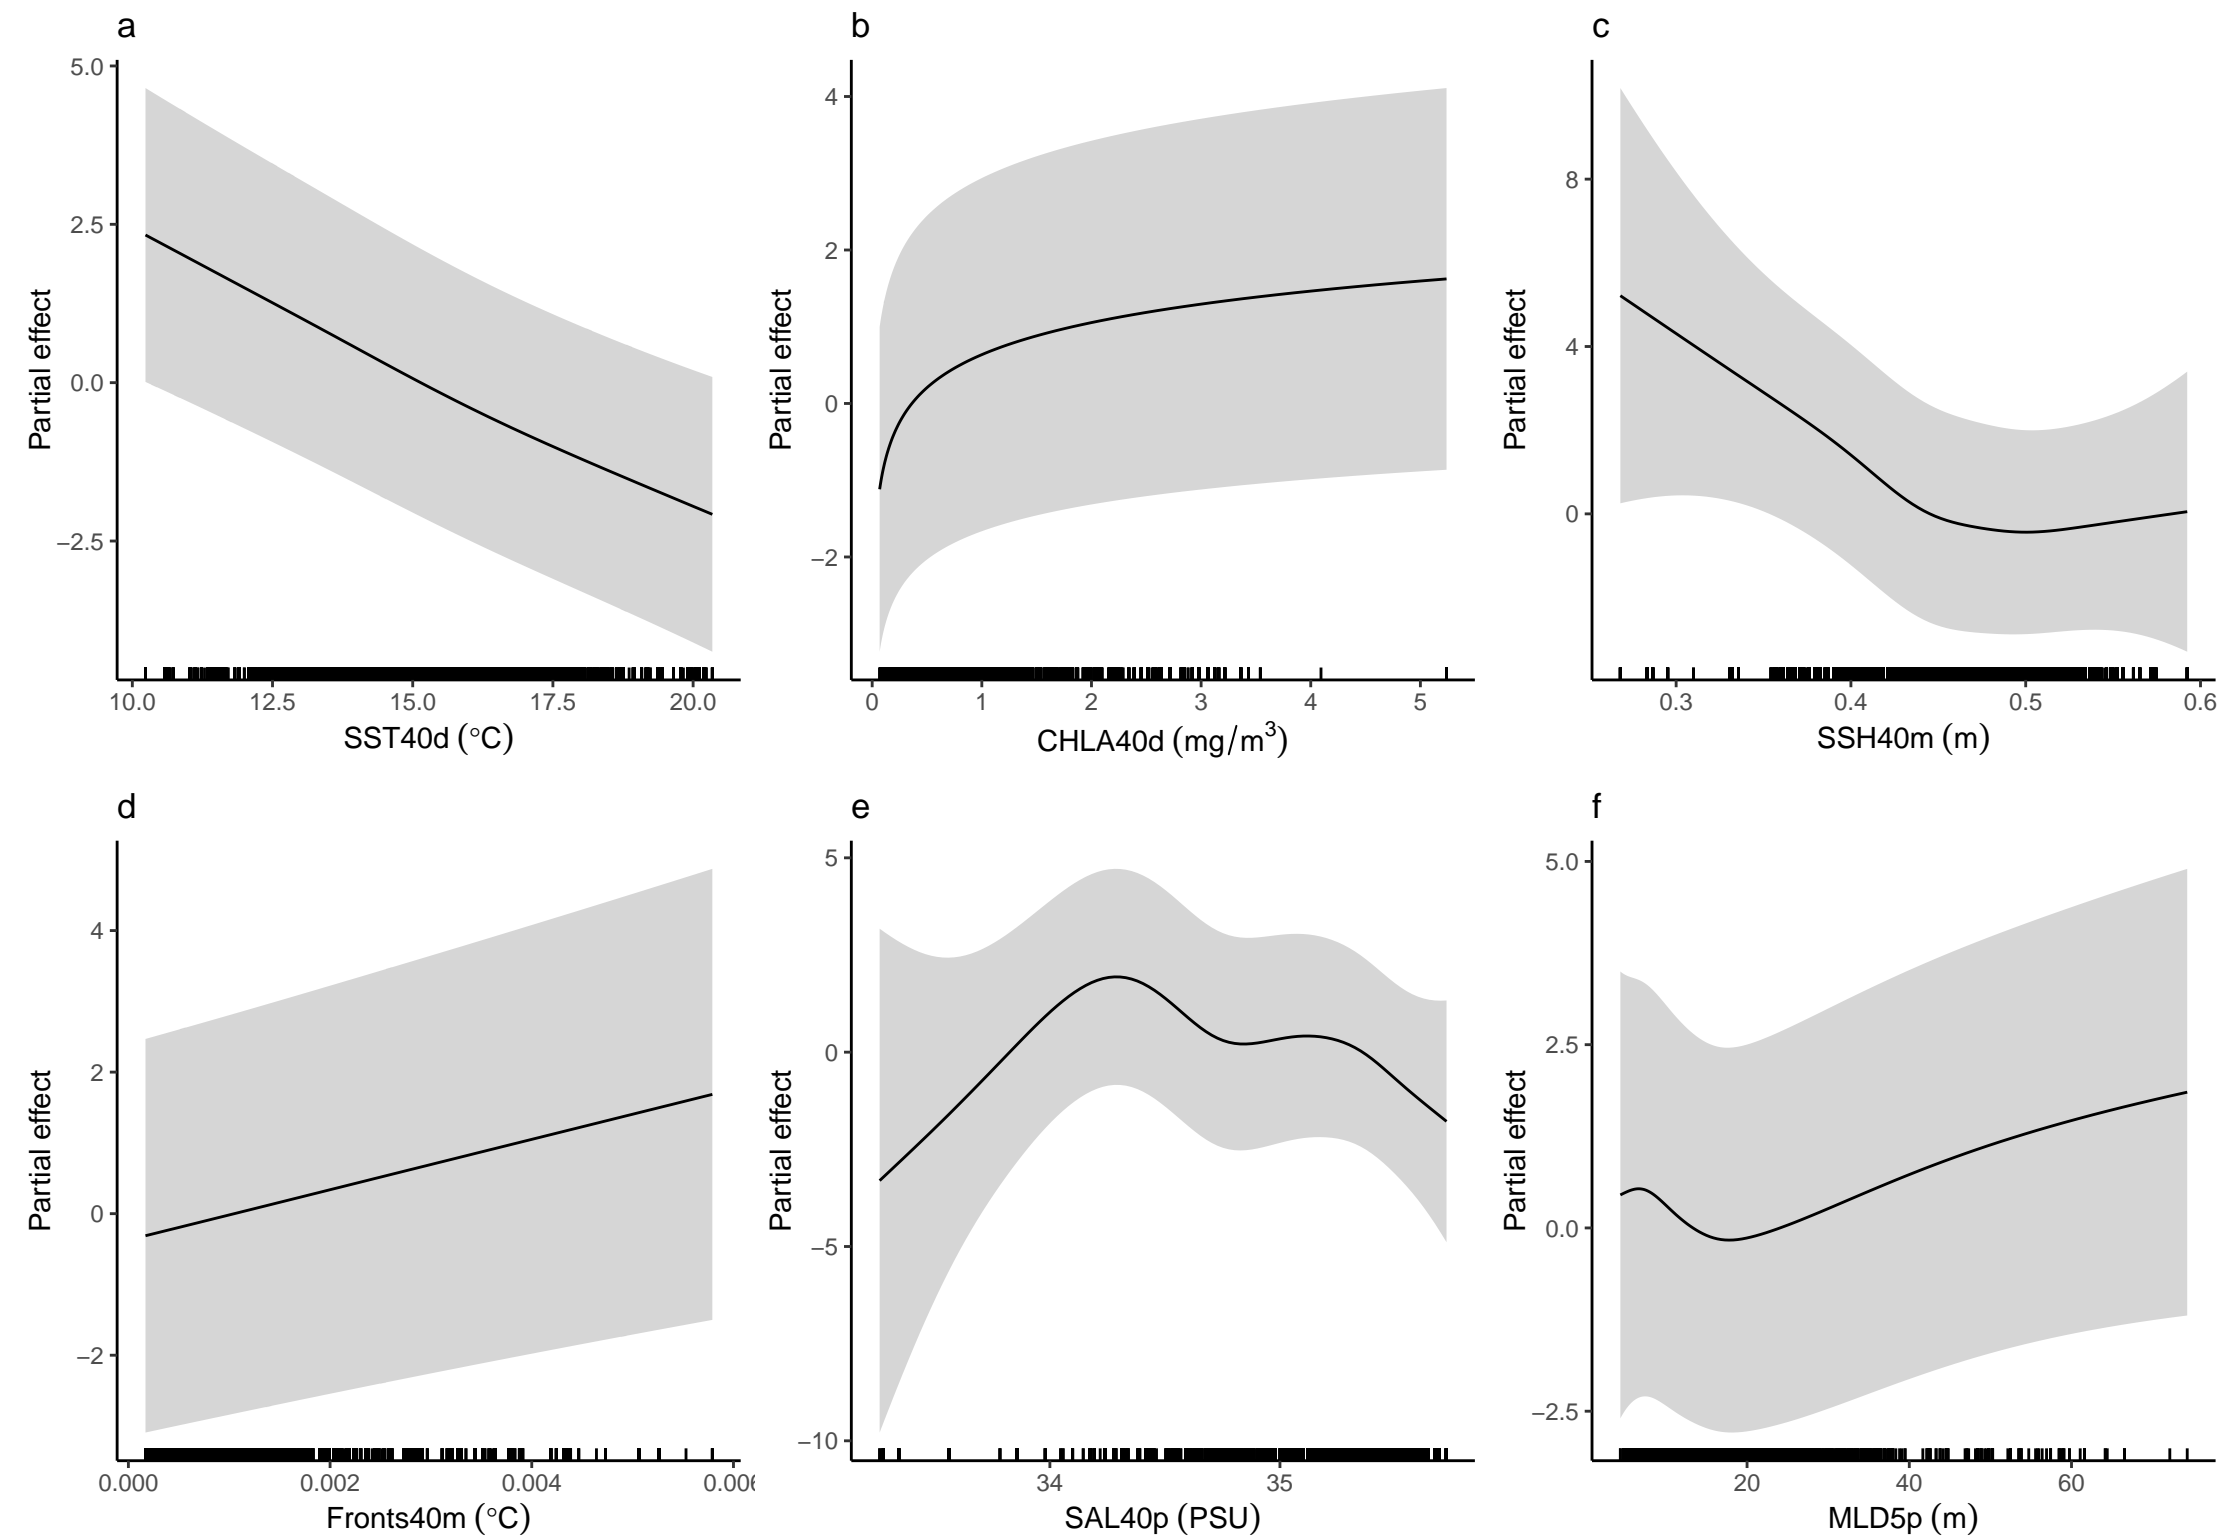 a
5.0
2.5
0.0
−2.5
Partial effect
10.0 12.5 15.0 17.5 20.0
SST40d (°C)
b
4
2
0
−2
Partial effect
0 1 2 3 4 5
CHLA40d (mg/m³)
c
8
4
0
Partial effect
0.3 0.4 0.5 0.6
SSH40m (m)
d
4
2
0
−2
Partial effect
0.000 0.002 0.004 0.006
Fronts40m (°C)
e
5
0
−5
−10
Partial effect
34 35
SAL40p (PSU)
f
5.0
2.5
0.0
−2.5
Partial effect
20 40 60
MLD5p (m)